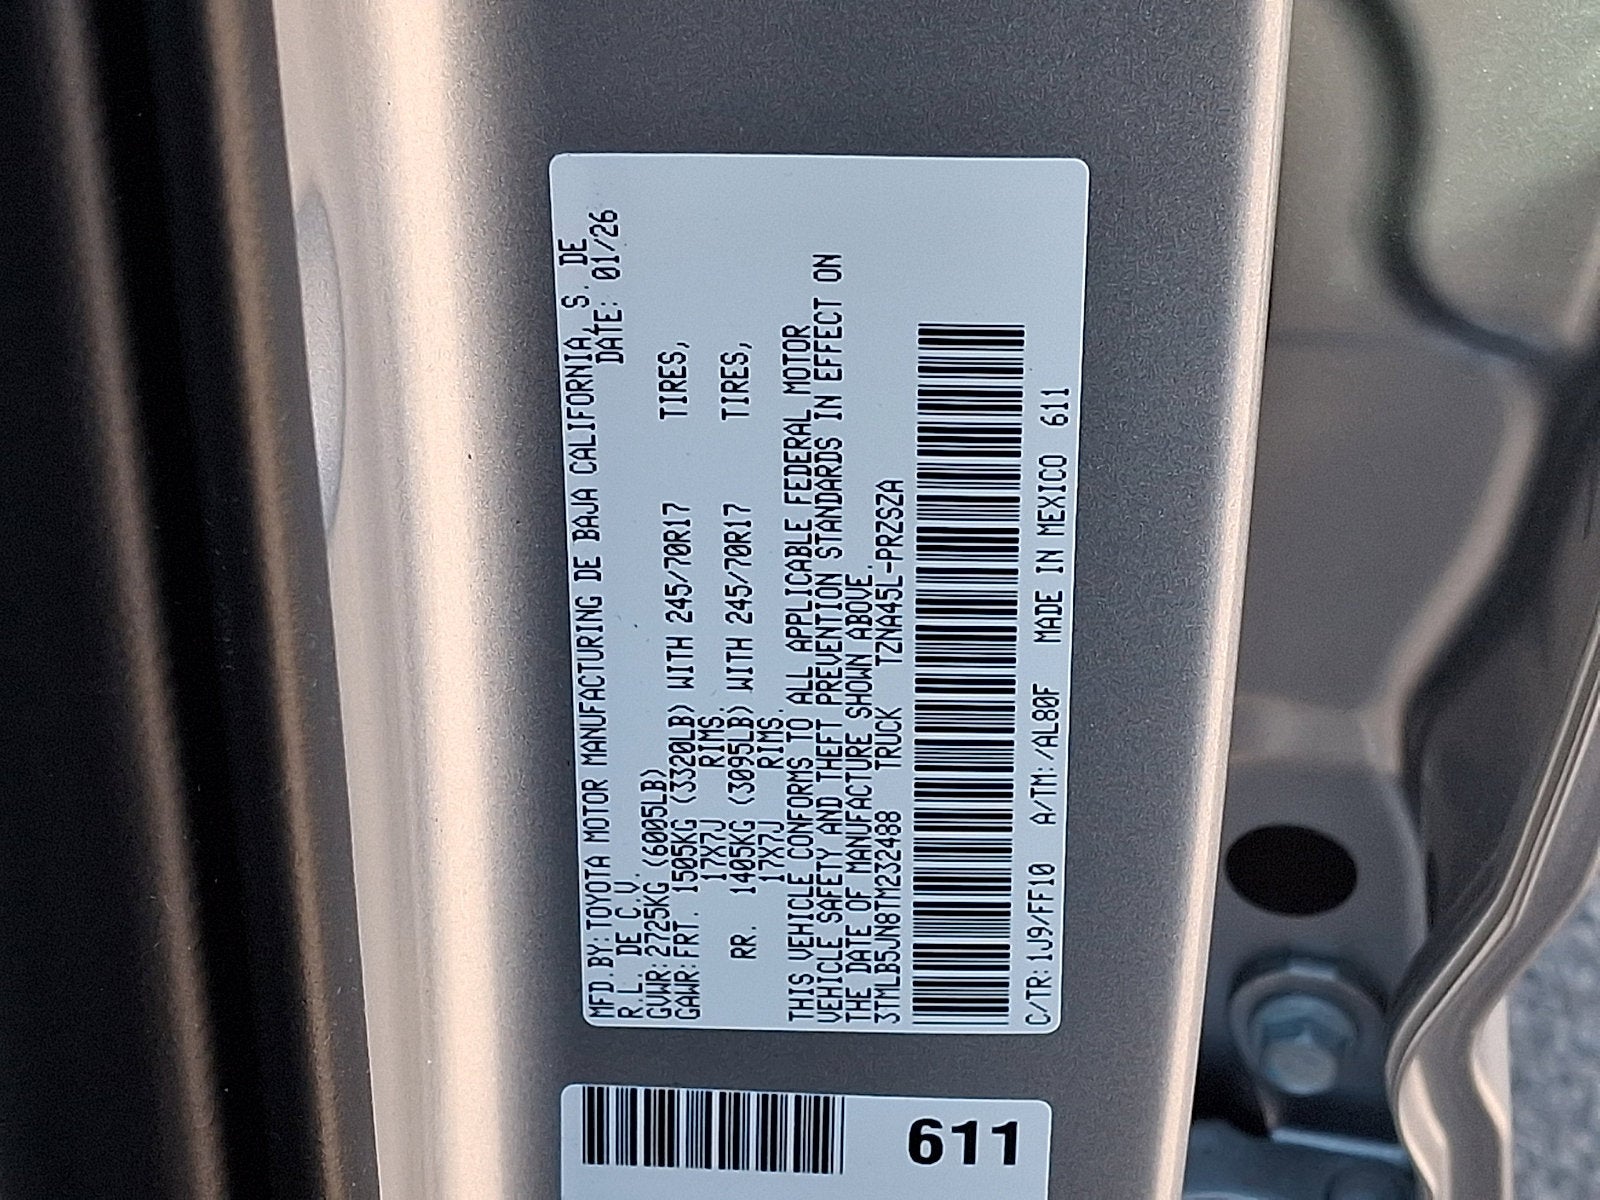 MFD.BY:TOYOTA MOTOR MANUFACTURING DE BAJA CALIFORNIA, S. DE
R.L. DE C.V. DATE: 01/26
GVWR:2725KG (6005LB)
GAWR:FRT. 1505KG (3320LB) WITH 245/70R17 TIRES,
17X7J RIMS.
RR. 1405KG (3095LB) WITH 245/70R17 TIRES,
17X7J RIMS.
THIS VEHICLE CONFORMS TO ALL APPLICABLE FEDERAL MOTOR
VEHICLE SAFETY AND THEFT PREVENTION STANDARDS IN EFFECT ON
THE DATE OF MANUFACTURE SHOWN ABOVE.
3TMLB5JN8TM232488 TRUCK TZNA45L-PRZSZA
C/TR:1J9/FF10 A/TM:/AL80F MADE IN MEXICO 611
611